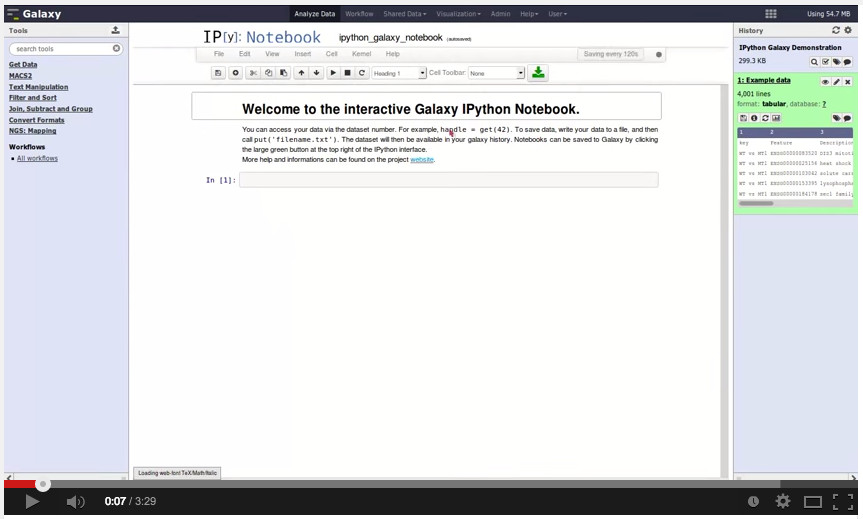 Galaxy
Analyze Data Workflow Shared Data Visualization Admin Help User
Using 54.7 MB
Tools
search tools
Get Data
MACS2
Text Manipulation
Filter and Sort
Join, Subtract and Group
Convert Formats
NGS: Mapping
Workflows
All workflows
IP[y]: Notebook
ipython_galaxy_notebook (autosaved)
File Edit View Insert Cell Kernel Help
Saving every 120s
Heading 1 Cell Toolbar: None
Welcome to the interactive Galaxy IPython Notebook.
You can access your data via the dataset number. For example, handle = get(42). To save data, write your data to a file, and then
call put('filename.txt'). The dataset will then be available in your galaxy history. Notebooks can be saved to Galaxy by clicking
the large green button at the top right of the IPython interface.
More help and informations can be found on the project website.
In [1]:
Loading web-font TeX/Math/Italic
History
IPython Galaxy Demonstration
299.3 KB
1: Example data
4,001 lines
format: tabular, database: ?
1 2 3
key Feature Description
WT vs MT1 ENSG00000083520 DIS3 mitoti
WT vs MT1 ENSG00000025156 heat shock
WT vs MT1 ENSG00000103042 solute carr
WT vs MT1 ENSG00000153395 lysophospha
WT vs MT1 ENSG00000184178 sec1 family
0:07 / 3:29